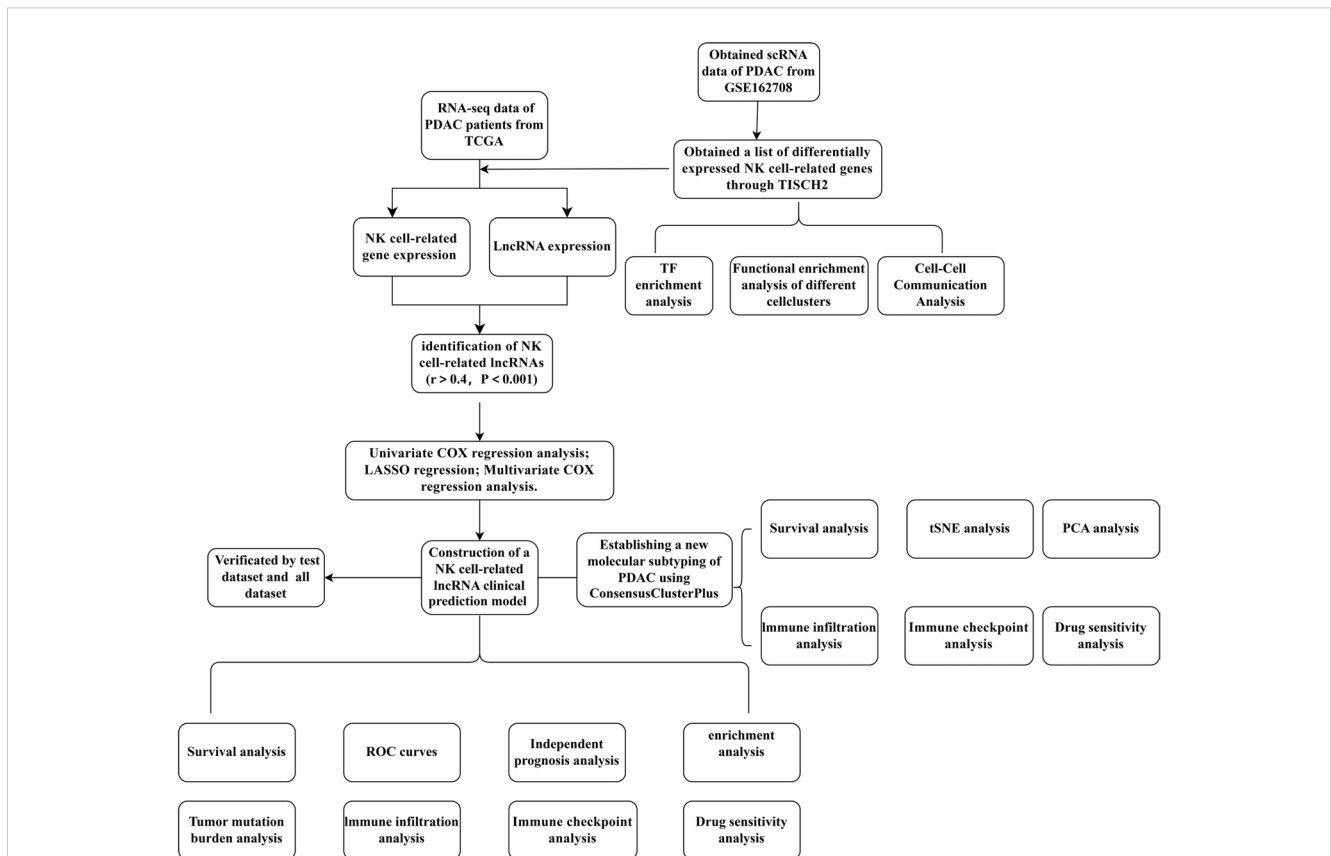 Obtained scRNA
data of PDAC from
GSE162708
RNA-seq data of
PDAC patients from
TCGA
Obtained a list of differentially
expressed NK cell-related genes
through TISCH2
NK cell-related
gene expression
LncRNA expression
TF
enrichment
analysis
Functional enrichment
analysis of different
cellclusters
Cell-Cell
Communication
Analysis
identification of NK
cell-related lncRNAs
(r > 0.4, P < 0.001)
Univariate COX regression analysis;
LASSO regression; Multivariate COX
regression analysis.
Verificated by test
dataset and all
dataset
Construction of a
NK cell-related
lncRNA clinical
prediction model
Establishing a new
molecular subtyping of
PDAC using
ConsensusClusterPlus
Survival analysis
tSNE analysis
PCA analysis
Immune infiltration
analysis
Immune checkpoint
analysis
Drug sensitivity
analysis
Survival analysis
ROC curves
Independent
prognosis analysis
enrichment
analysis
Tumor mutation
burden analysis
Immune infiltration
analysis
Immune checkpoint
analysis
Drug sensitivity
analysis